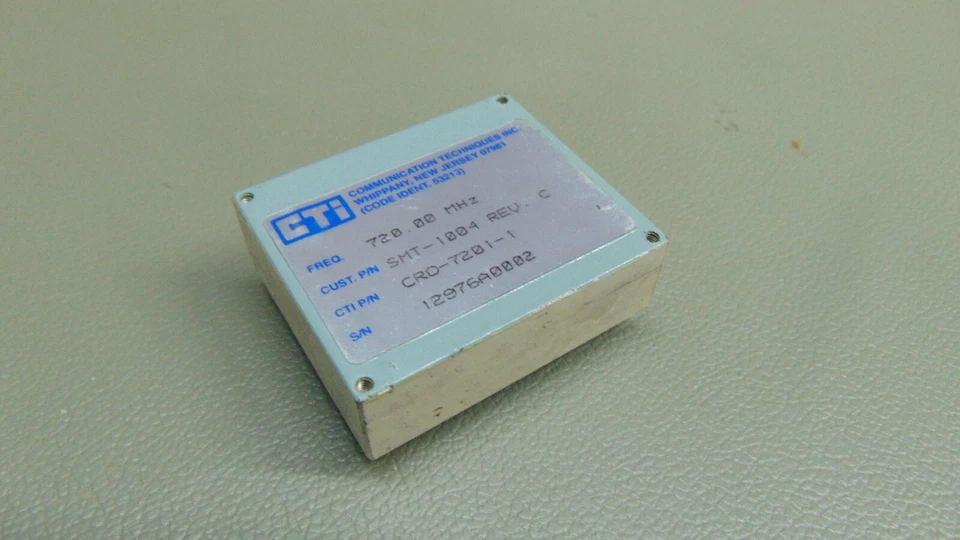 CTi
COMMUNICATION TECHNIQUES INC.
WHIPPANY, NEW JERSEY 07981
(CODE IDENT. 53213)
FREQ. 720.00 MHz
CUST. P/N SMT-1004 REV. C
CTI P/N CRO-7201-1
S/N 12976A0002